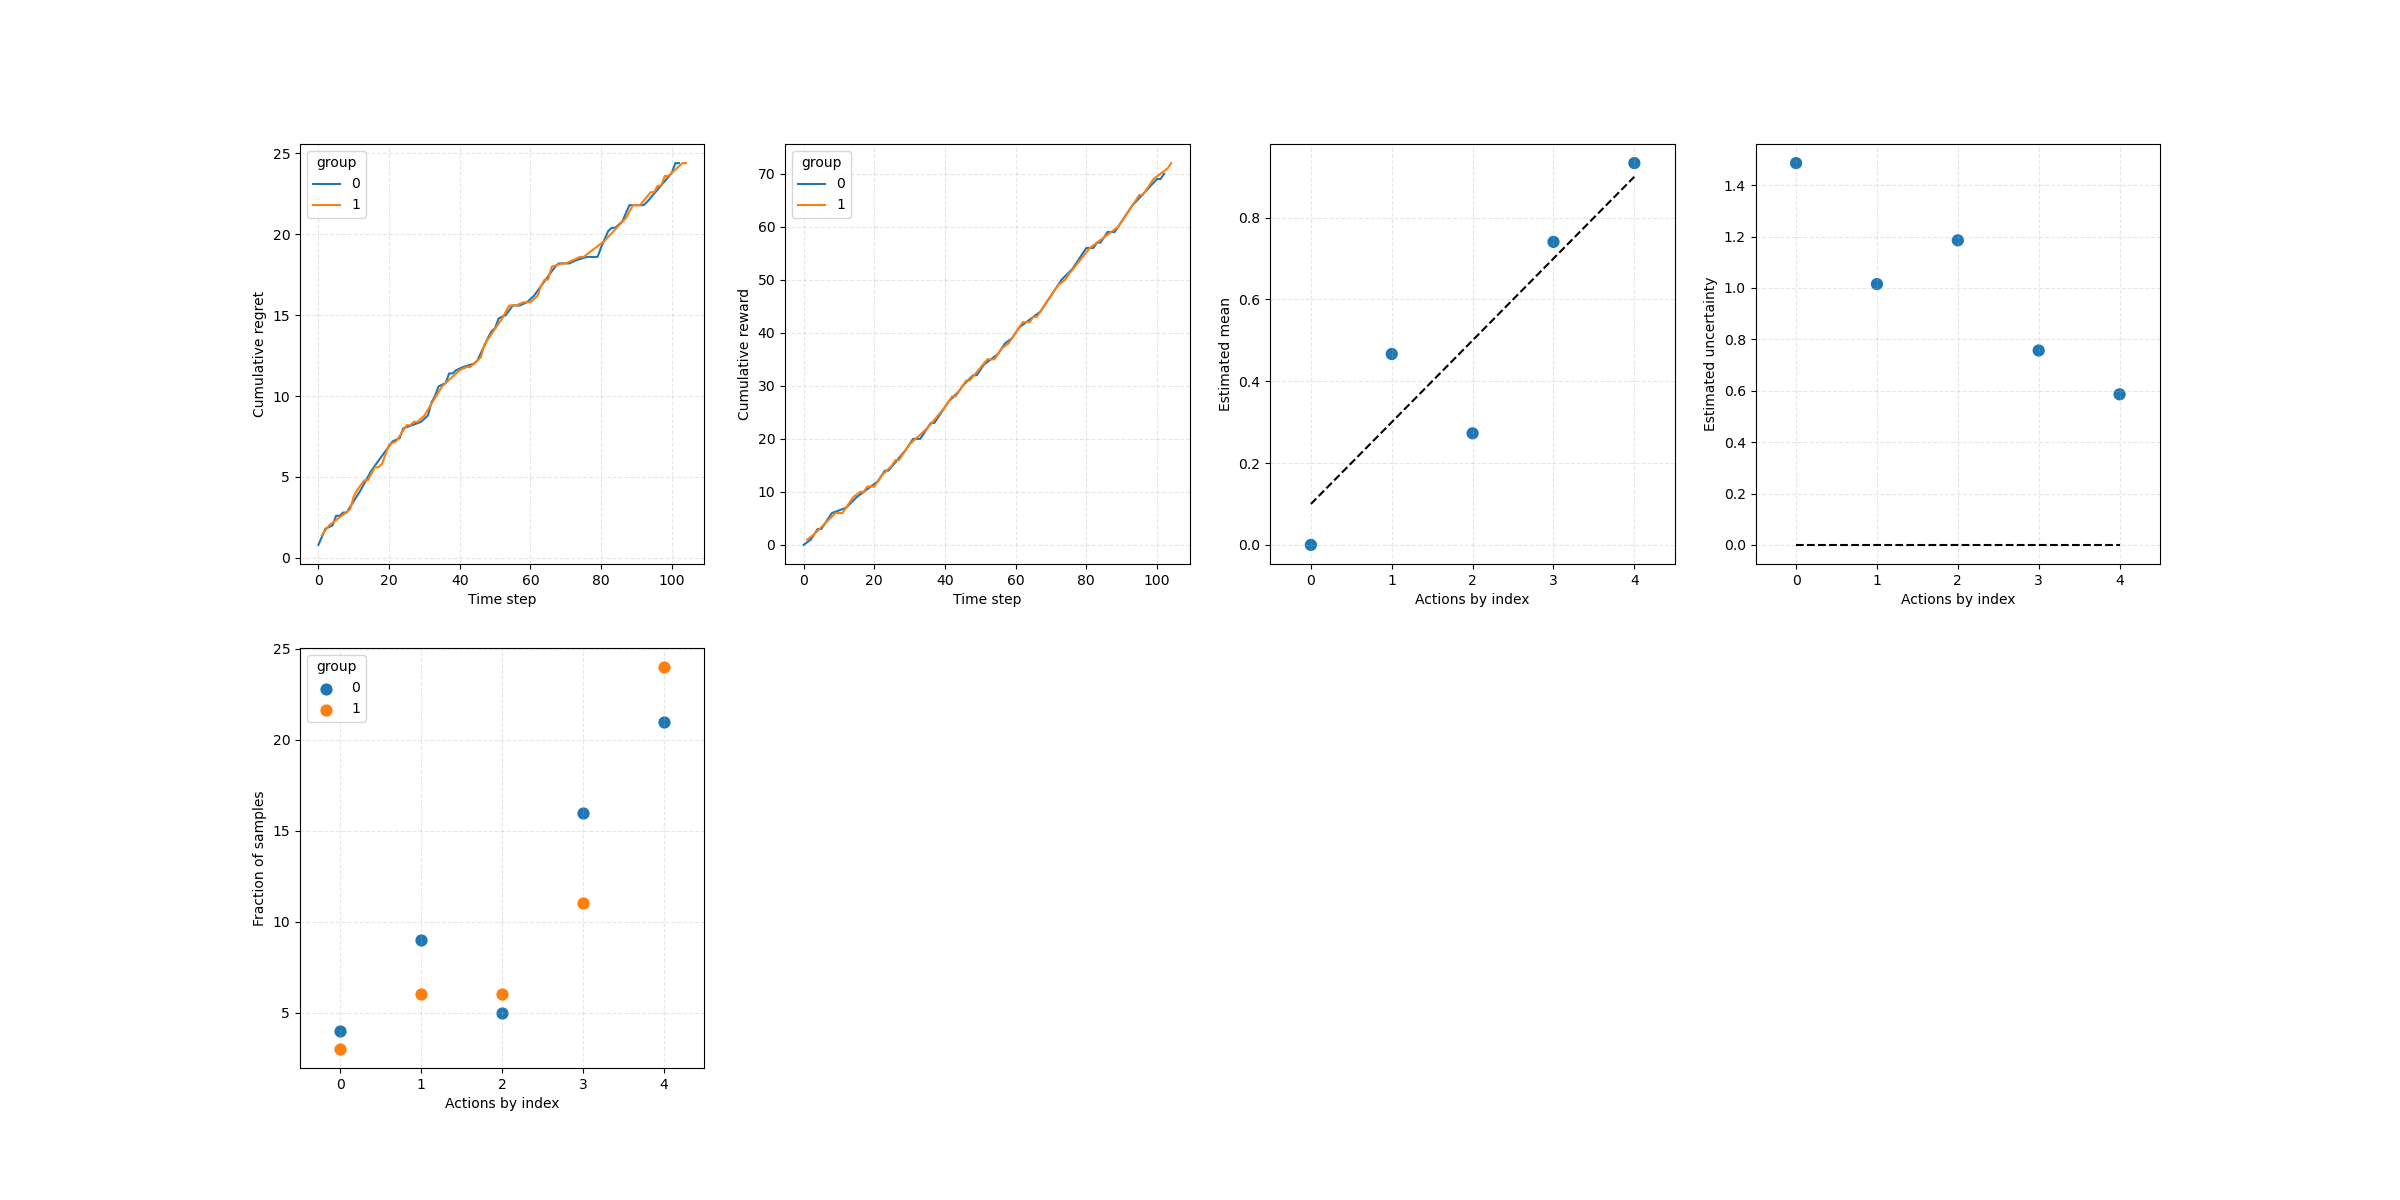 group
0
1
25
20
15
10
5
0
Cumulative regret
0 20 40 60 80 100
Time step
group
0
1
70
60
50
40
30
20
10
0
Cumulative reward
0 20 40 60 80 100
Time step
0.8
0.6
0.4
0.2
0.0
Estimated mean
0 1 2 3 4
Actions by index
1.4
1.2
1.0
0.8
0.6
0.4
0.2
0.0
Estimated uncertainty
0 1 2 3 4
Actions by index
group
0
1
25
20
15
10
5
Fraction of samples
0 1 2 3 4
Actions by index